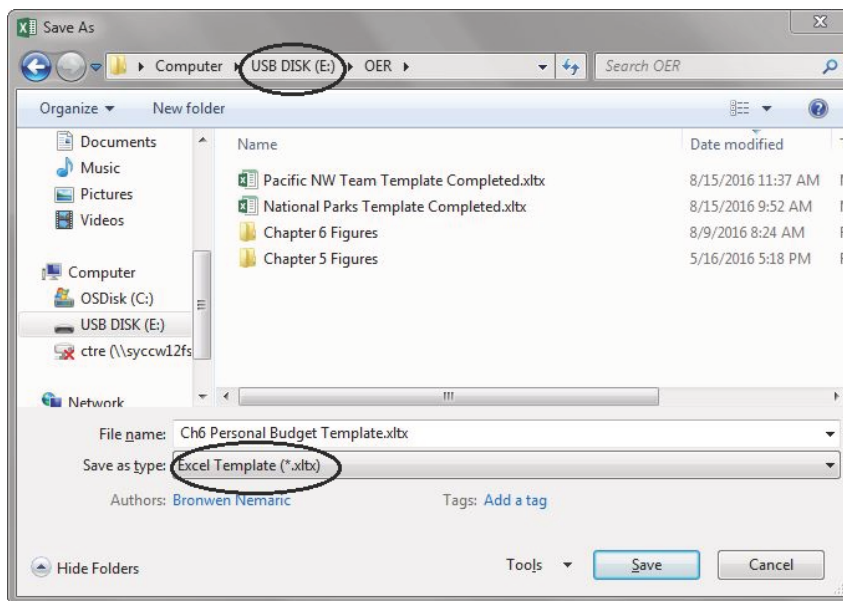 Save As
Computer USB DISK (E:) OER Search OER
Organize New folder
Documents
Music
Pictures
Videos
Computer
OSDisk (C:)
USB DISK (E:)
ctre (\\syccw12fs
Network
Name Date modified
Pacific NW Team Template Completed.xltx 8/15/2016 11:37 AM
National Parks Template Completed.xltx 8/15/2016 9:52 AM
Chapter 6 Figures 8/9/2016 8:24 AM
Chapter 5 Figures 5/16/2016 5:18 PM
File name: Ch6 Personal Budget Template.xltx
Save as type: Excel Template (*.xltx)
Authors: Bronwen Nemaric Tags: Add a tag
Hide Folders Tools Save Cancel